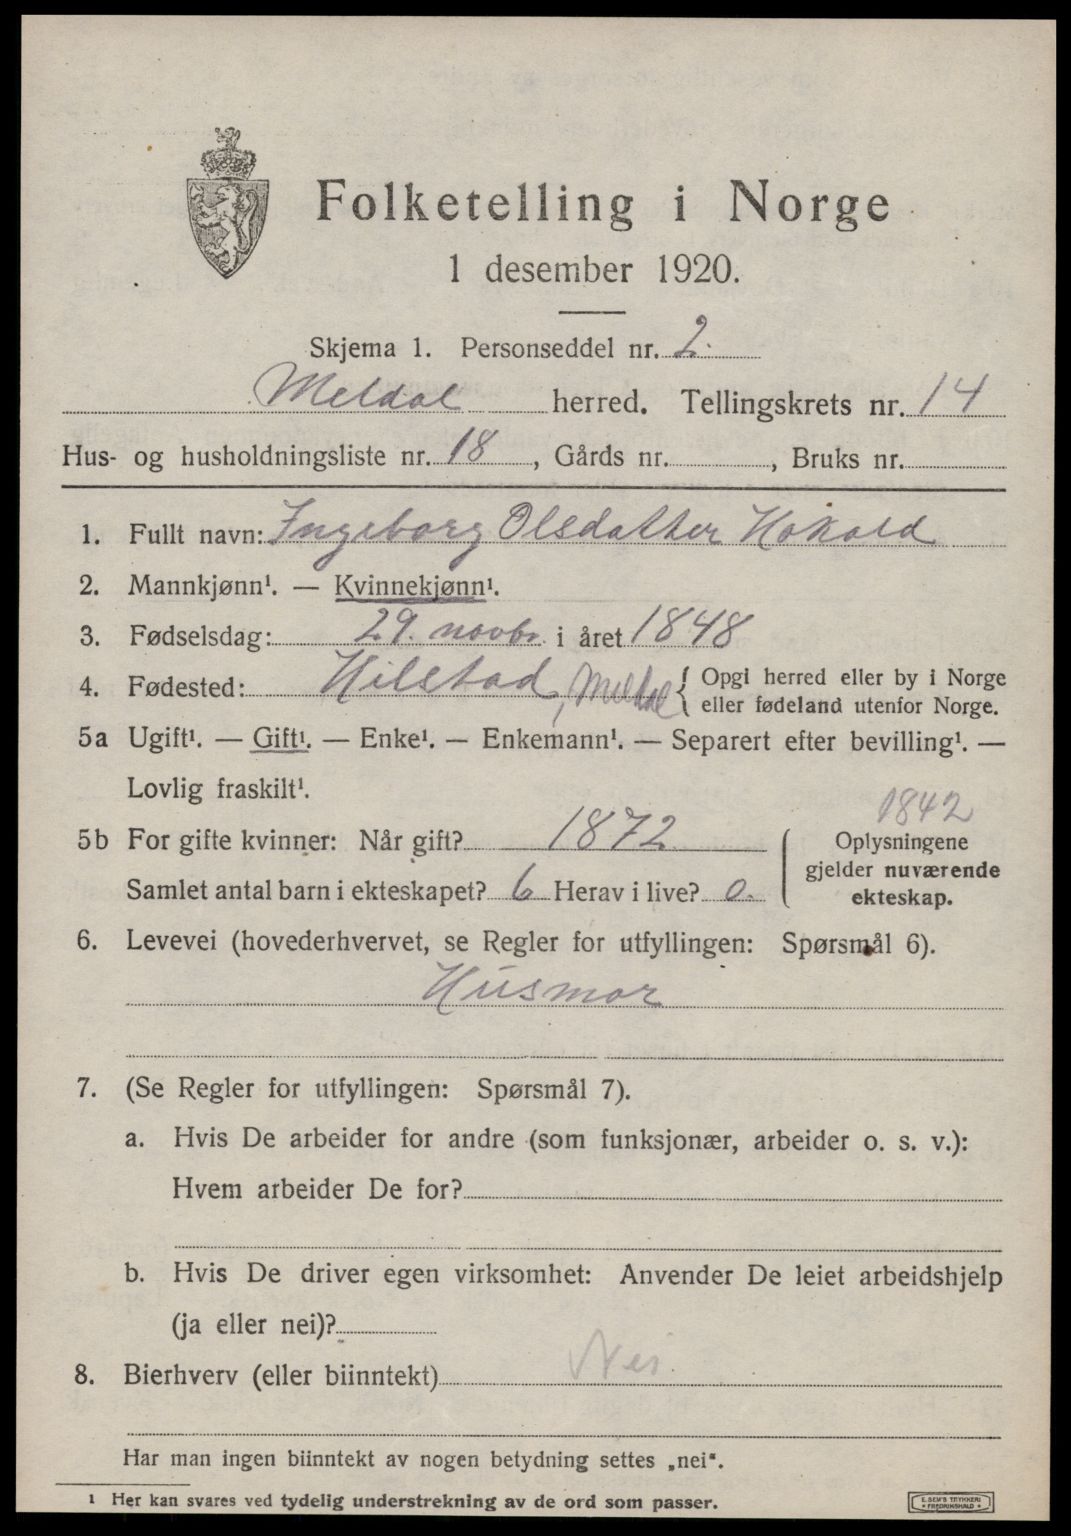 Folketelling i Norge
1 desember 1920.
Skjema 1. Personseddel nr. 2.
Meldal herred. Tellingskrets nr. 14
Hus- og husholdningsliste nr. 18, Gårds nr. , Bruks nr.
1. Fullt navn: Ingeborg Olsdatter Hokold
2. Mannkjønn¹. — Kvinnekjønn¹.
3. Fødselsdag: 29. novbr. i året 1848
4. Fødested: Hilstad, Meldal { Opgi herred eller by i Norge
eller fødeland utenfor Norge.
5a Ugift¹. — Gift¹. — Enke¹. — Enkemann¹. — Separert efter bevilling¹. —
Lovlig fraskilt¹.
1842
5b For gifte kvinner: Når gift? 1872
Samlet antal barn i ekteskapet? 6 Herav i live? 0.
Oplysningene
gjelder nuværende
ekteskap.
6. Levevei (hovederhvervet, se Regler for utfyllingen: Spørsmål 6).
Husmor
7. (Se Regler for utfyllingen: Spørsmål 7).
a. Hvis De arbeider for andre (som funksjonær, arbeider o. s. v.):
Hvem arbeider De for?
b. Hvis De driver egen virksomhet: Anvender De leiet arbeidshjelp
(ja eller nei)?
8. Bierhverv (eller biinntekt) Nei
Har man ingen biinntekt av nogen betydning settes „nei“.
¹ Her kan svares ved tydelig understrekning av de ord som passer.
E. SEM'S TRYKKERI
• FREDRIKSHALD •